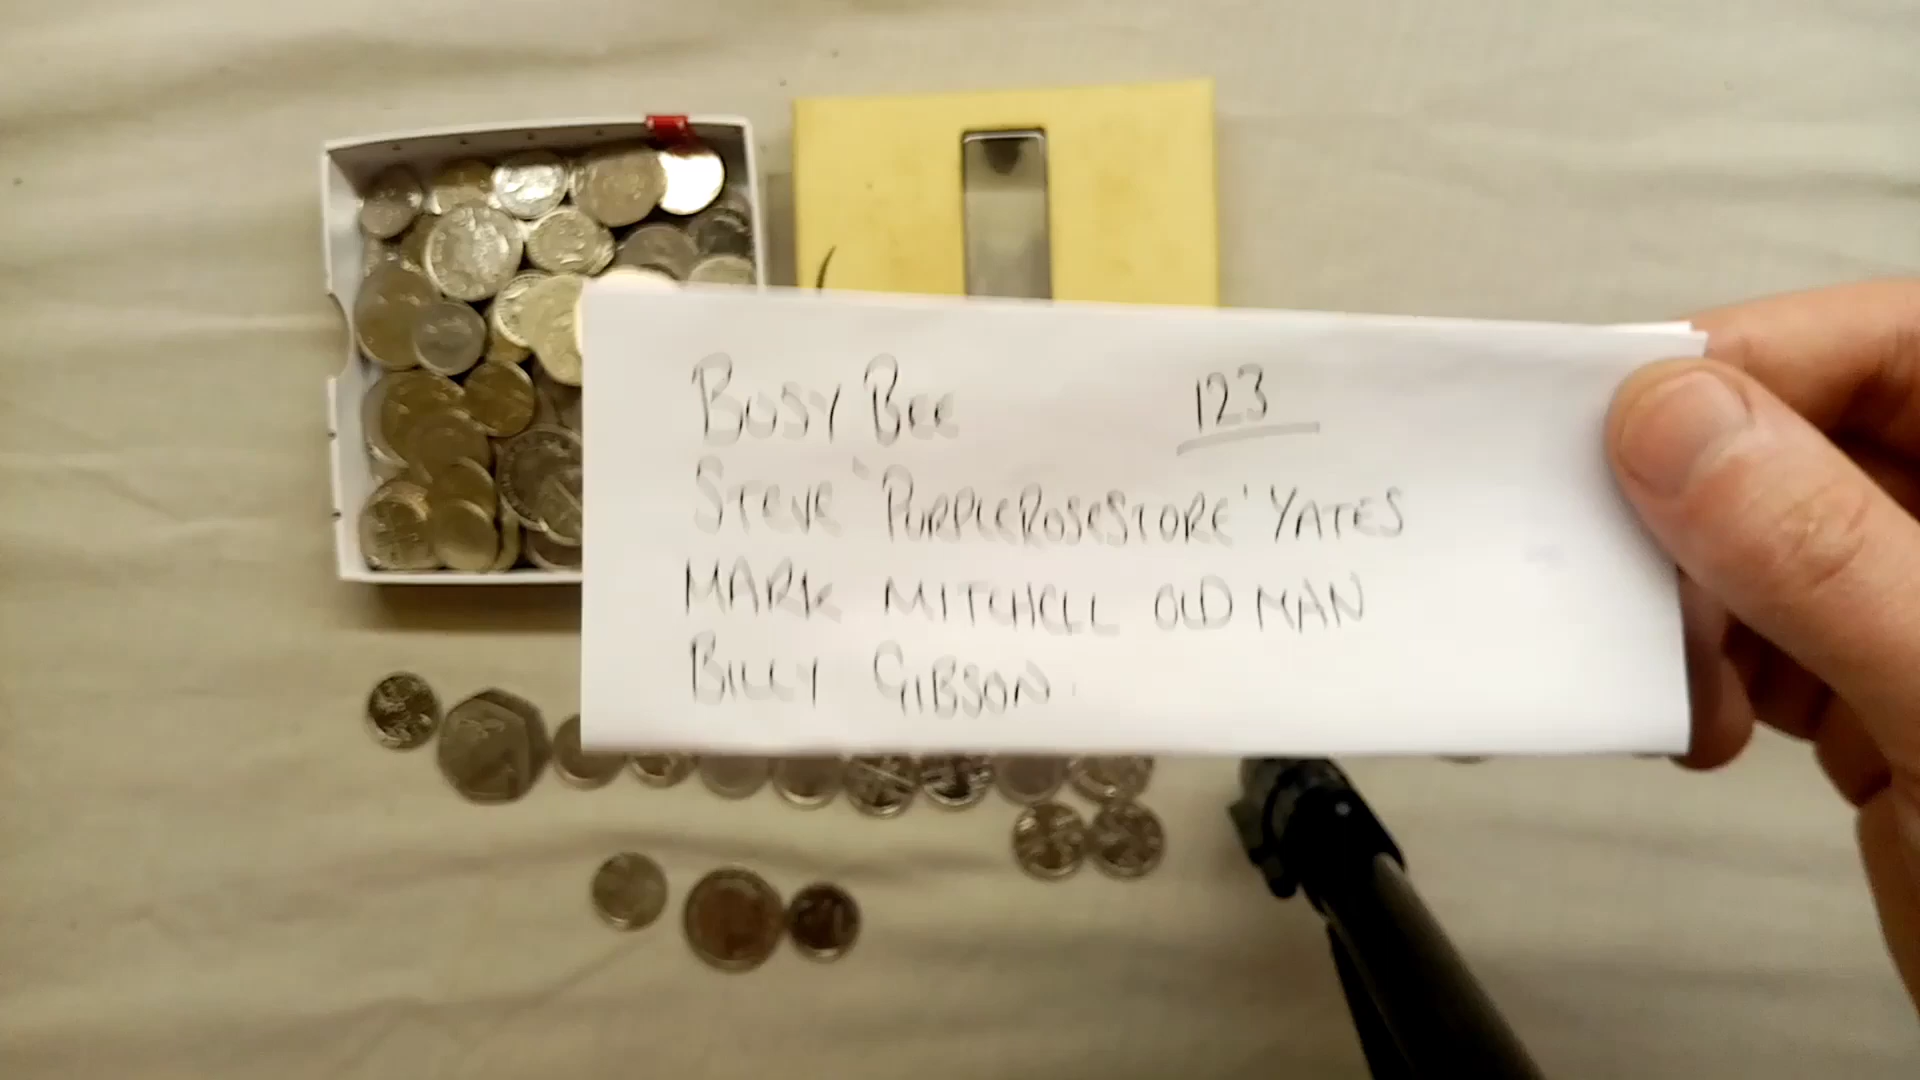 BUSY BEE 123
STEVE 'PURPLEROSESTORE' YATES
MARK MITCHELL OLD MAN
BILLY GIBSON.